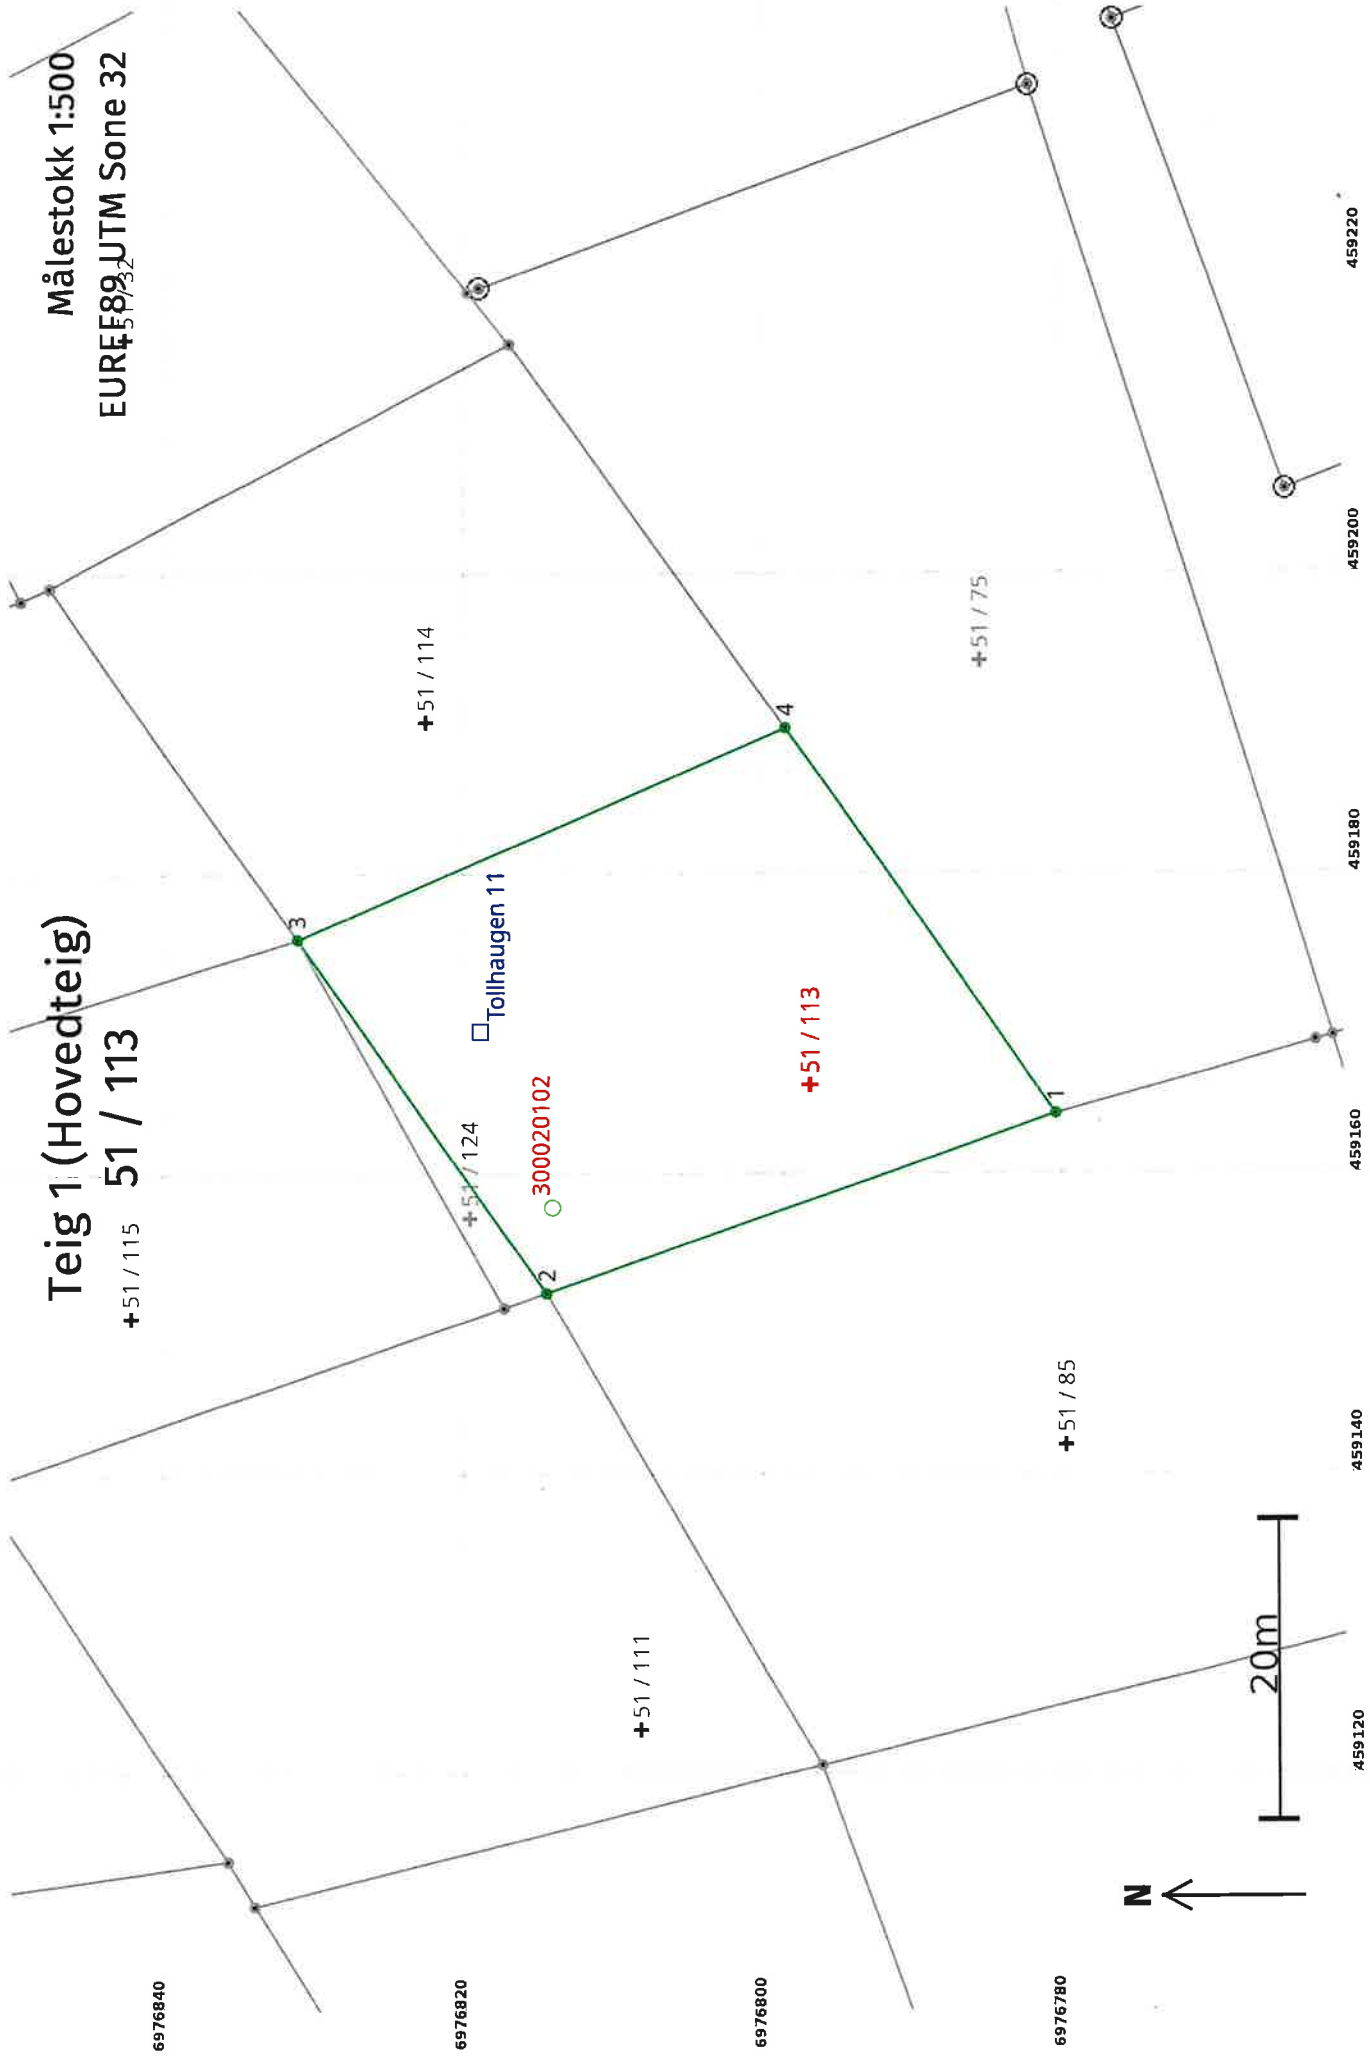 Teig 1 (Hovedteig)
51 / 113
Målestokk 1:500
EUREF89 UTM Sone 32
+51 / 32
+51 / 115
+51 / 114
+51 / 124
3
2
4
1
Tollhaugen 11
300020102
+51 / 113
+51 / 75
+51 / 85
+51 / 111
20m
N
6976840
6976820
6976800
6976780
459120
459140
459160
459180
459200
459220